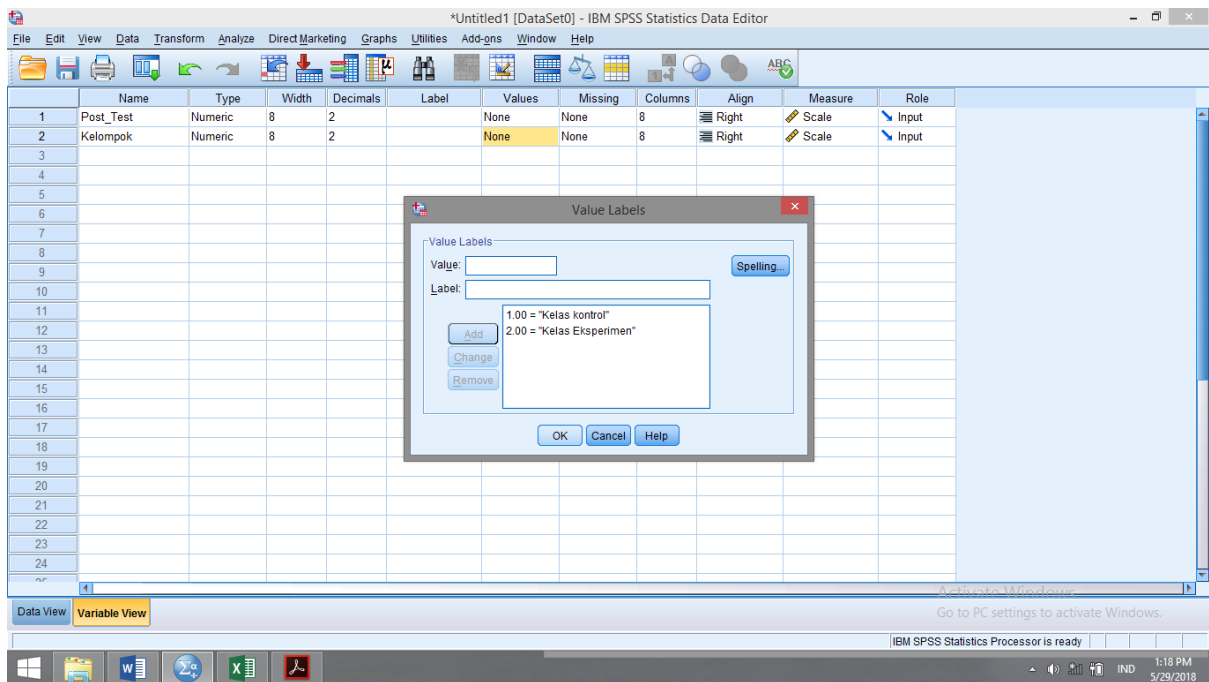 *Untitled1 [DataSet0] - IBM SPSS Statistics Data Editor
File Edit View Data Transform Analyze Direct Marketing Graphs Utilities Add-ons Window Help
Name Type Width Decimals Label Values Missing Columns Align Measure Role
1 Post_Test Numeric 8 2 None None 8 Right Scale Input
2 Kelompok Numeric 8 2 None None 8 Right Scale Input
3
4
5
6
7
8
9
10
11
12
13
14
15
16
17
18
19
20
21
22
23
24
Value Labels
Value Labels
Value:
Spelling...
Label:
1.00 = "Kelas kontrol"
2.00 = "Kelas Eksperimen"
Add
Change
Remove
OK Cancel Help
Activate Windows
Go to PC settings to activate Windows.
Data View Variable View
IBM SPSS Statistics Processor is ready
IND 1:18 PM
5/29/2018